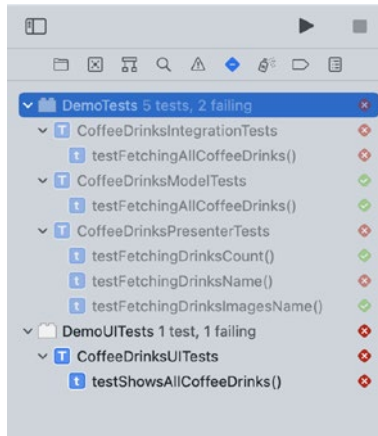 DemoTests 5 tests, 2 failing
T CoffeeDrinksIntegrationTests
t testFetchingAllCoffeeDrinks()
T CoffeeDrinksModelTests
t testFetchingAllCoffeeDrinks()
T CoffeeDrinksPresenterTests
t testFetchingDrinksCount()
t testFetchingDrinksName()
t testFetchingDrinksImagesName()
DemoUITests 1 test, 1 failing
T CoffeeDrinksUITests
t testShowsAllCoffeeDrinks()